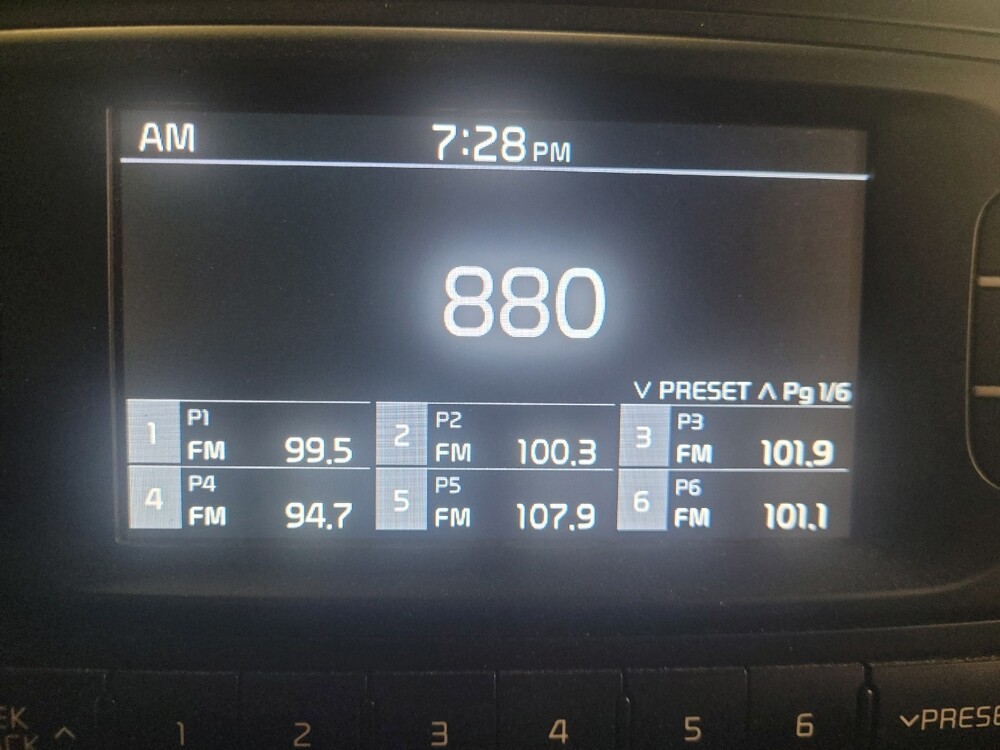 AM 7:28 PM
880
∨ PRESET ∧ Pg 1/6
1 P1 FM 99.5
2 P2 FM 100.3
3 P3 FM 101.9
4 P4 FM 94.7
5 P5 FM 107.9
6 P6 FM 101.1
∧ 1 2 3 4 5 6